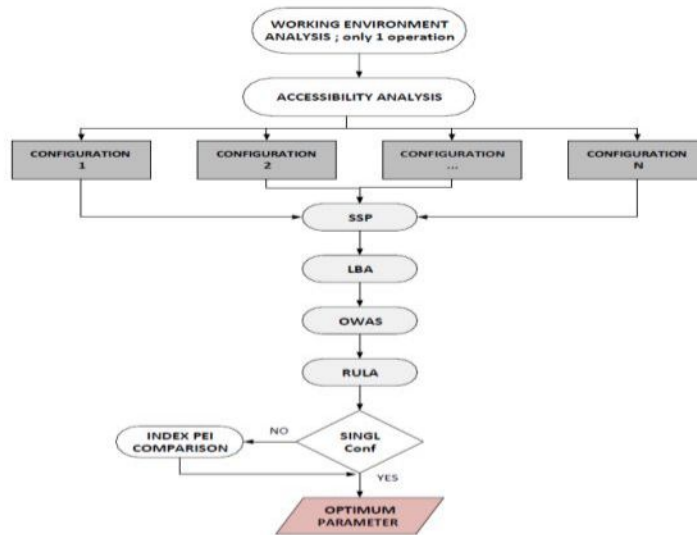 WORKING ENVIRONMENT
ANALYSIS ; only 1 operation
ACCESSIBILITY ANALYSIS
CONFIGURATION
1
CONFIGURATION
2
CONFIGURATION
...
CONFIGURATION
N
SSP
LBA
OWAS
RULA
SINGL
Conf
NO
INDEX PEI
COMPARISON
YES
OPTIMUM
PARAMETER